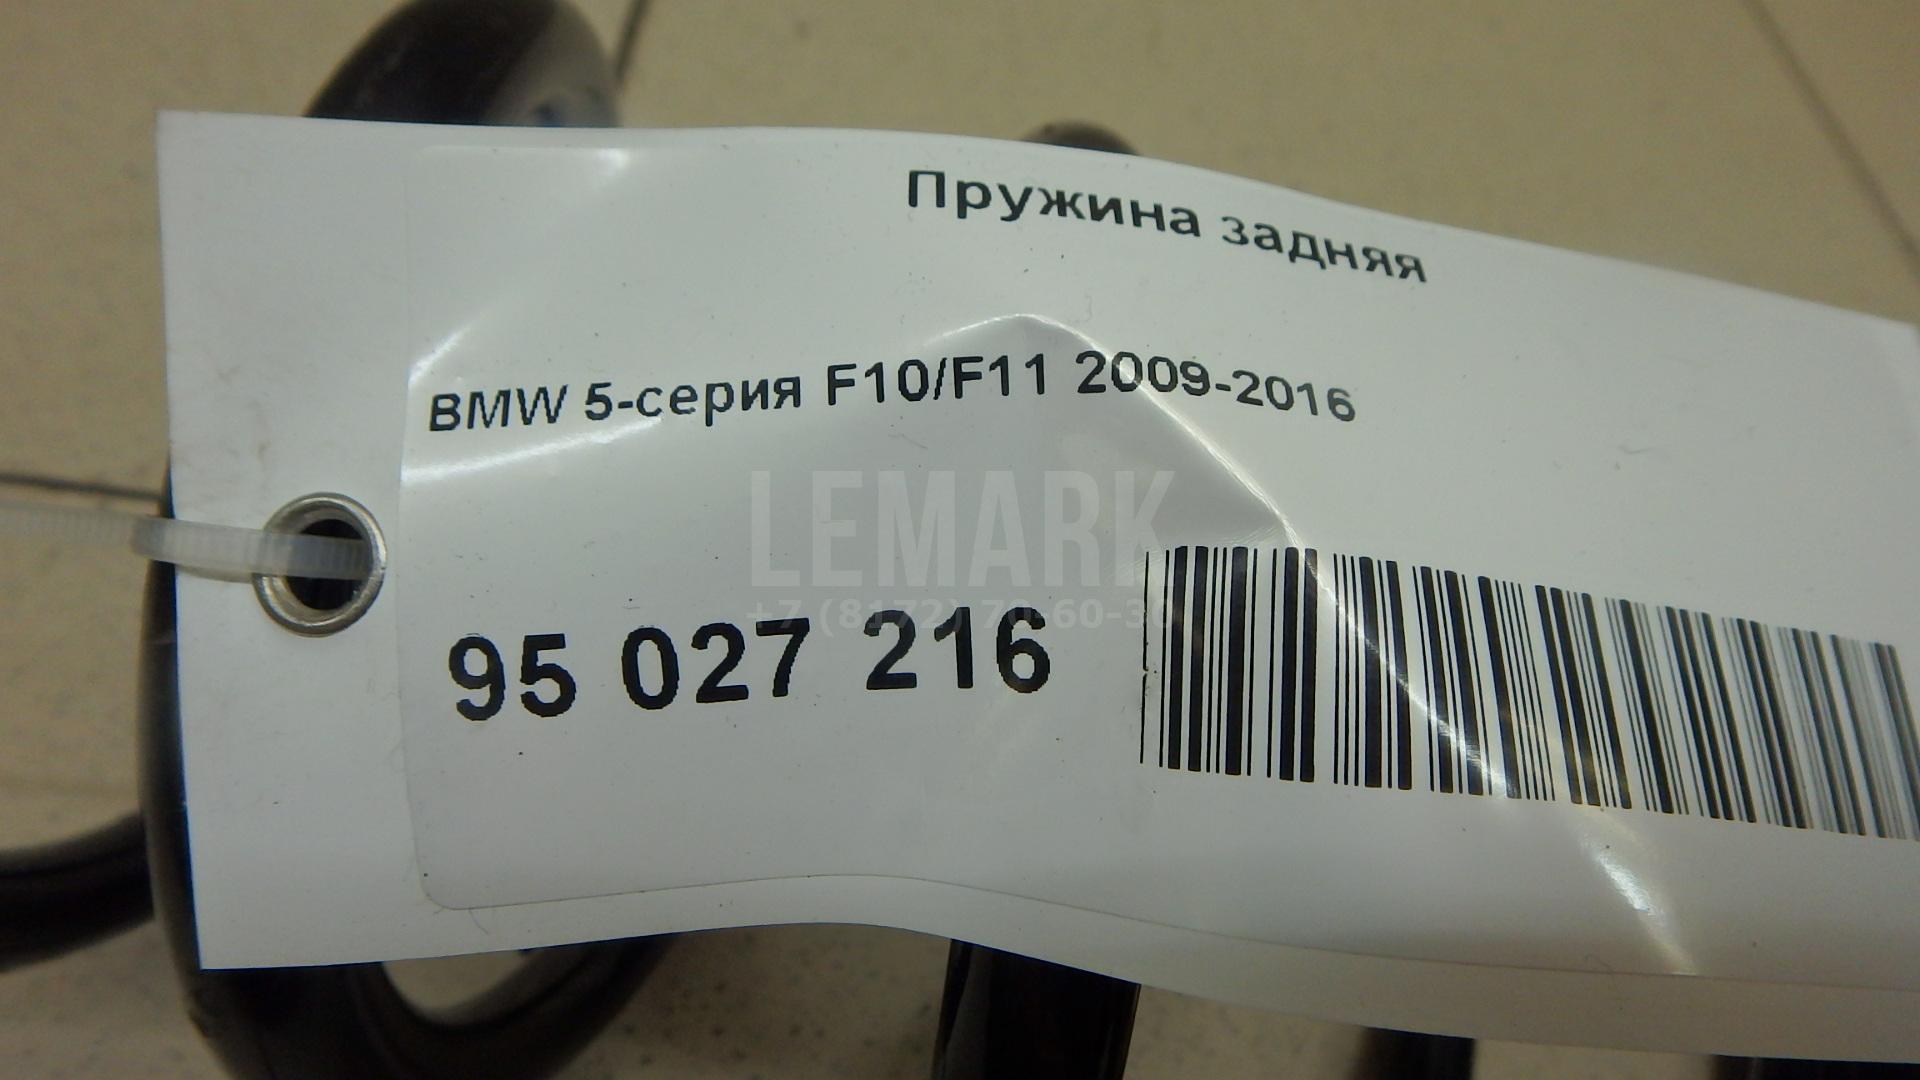 Пружина задняя
BMW 5-серия F10/F11 2009-2016
LEMARK
95 027 216